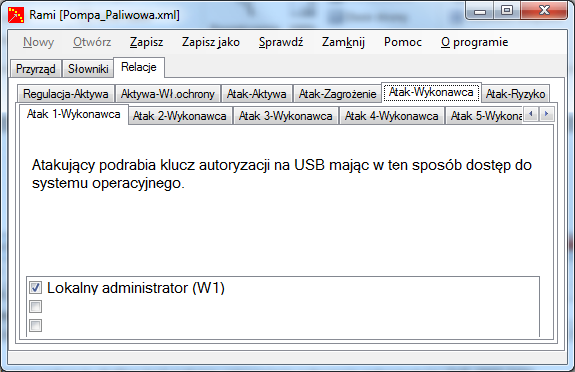 Rami [Pompa_Paliwowa.xml]
Nowy Otwórz Zapisz Zapisz jako Sprawdź Zamknij Pomoc O programie
Przyrząd Słowniki Relacje
Regulacja-Aktywa Aktywa-Wł.ochrony Atak-Aktywa Atak-Zagrożenie Atak-Wykonawca Atak-Ryzyko
Atak 1-Wykonawca Atak 2-Wykonawca Atak 3-Wykonawca Atak 4-Wykonawca Atak 5-Wykona
Atakujący podrabia klucz autoryzacji na USB mając w ten sposób dostęp do
systemu operacyjnego.
Lokalny administrator (W1)